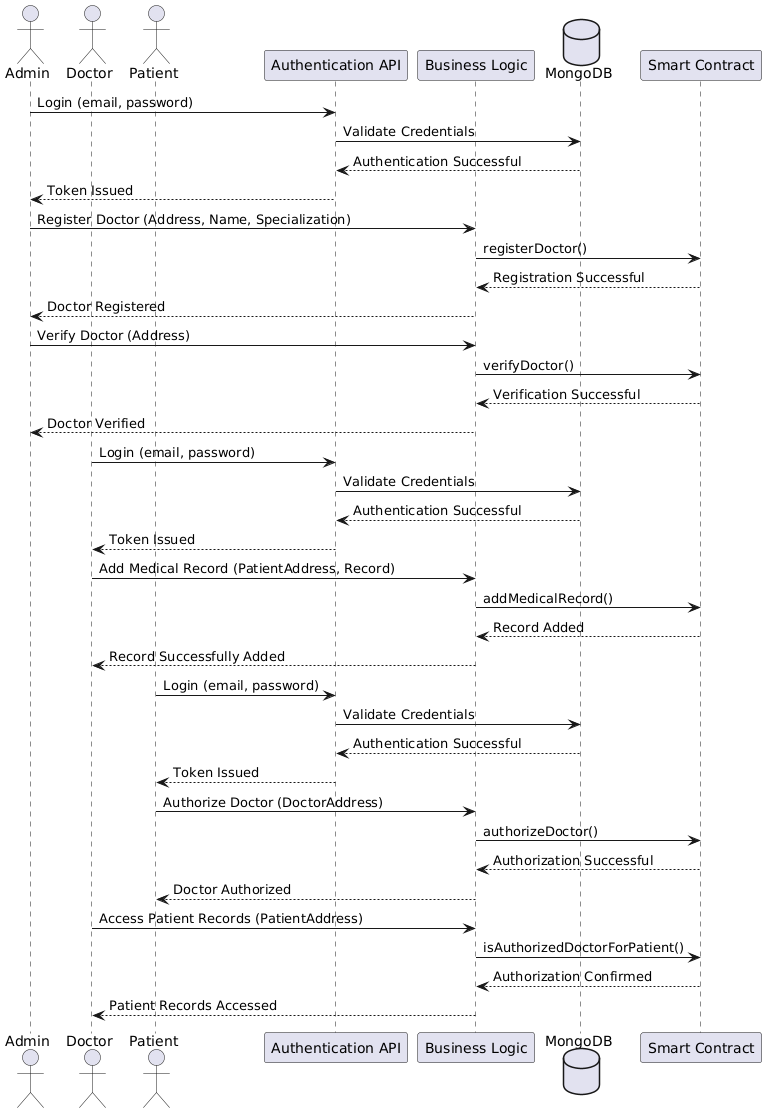 Admin
Doctor
Patient
Authentication API
Business Logic
MongoDB
Smart Contract
Login (email, password)
Validate Credentials
Authentication Successful
Token Issued
Register Doctor (Address, Name, Specialization)
registerDoctor()
Registration Successful
Doctor Registered
Verify Doctor (Address)
verifyDoctor()
Verification Successful
Doctor Verified
Login (email, password)
Validate Credentials
Authentication Successful
Token Issued
Add Medical Record (PatientAddress, Record)
addMedicalRecord()
Record Added
Record Successfully Added
Login (email, password)
Validate Credentials
Authentication Successful
Token Issued
Authorize Doctor (DoctorAddress)
authorizeDoctor()
Authorization Successful
Doctor Authorized
Access Patient Records (PatientAddress)
isAuthorizedDoctorForPatient()
Authorization Confirmed
Patient Records Accessed
Admin
Doctor
Patient
Authentication API
Business Logic
MongoDB
Smart Contract